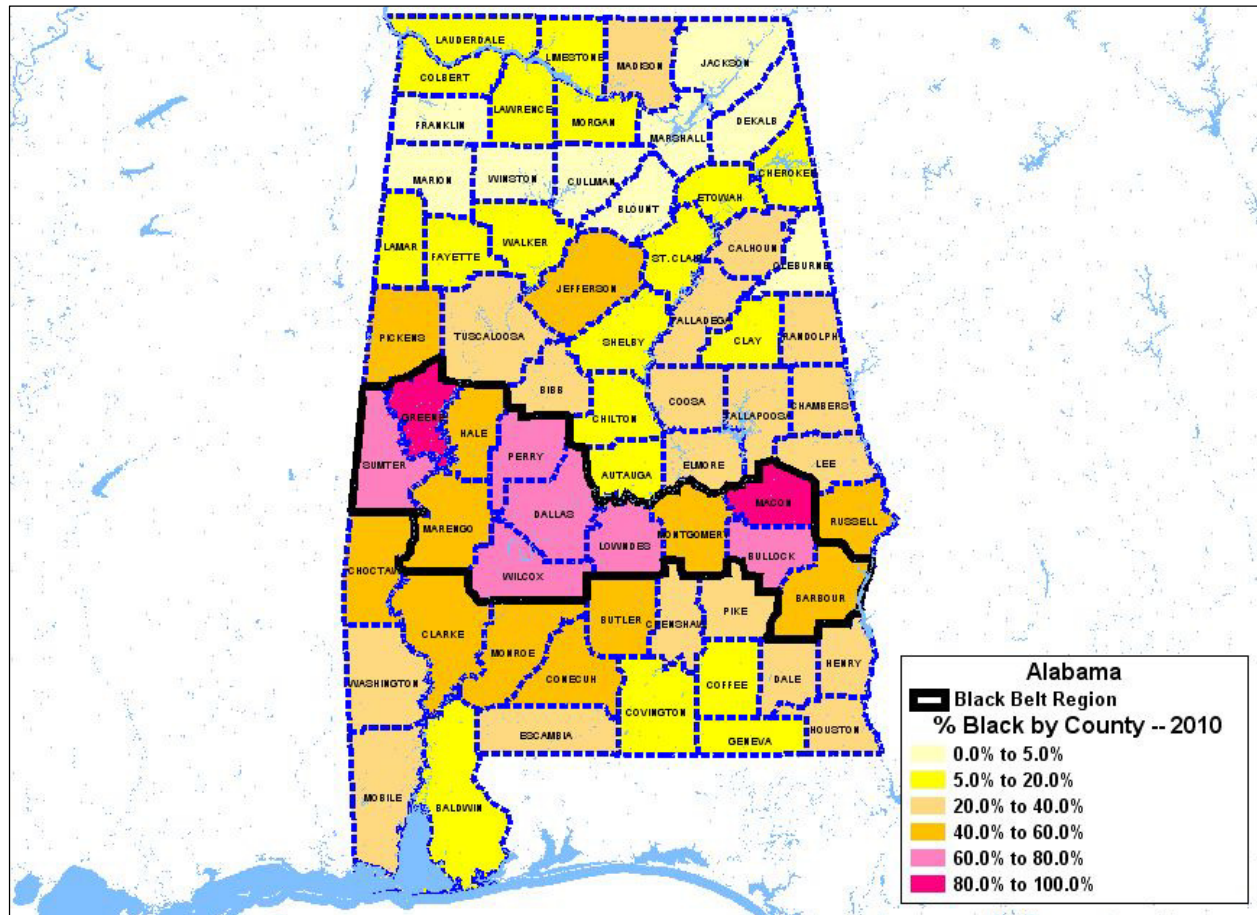 LAUDERDALE
LIMESTONE
MADISON
JACKSON
COLBERT
LAWRENCE
MORGAN
FRANKLIN
MARSHALL
DEKALB
CHEROKEE
MARION
WINSTON
CULLMAN
BLOUNT
ETOWAH
LAMAR
FAYETTE
WALKER
ST. CLAIR
CALHOUN
CLEBURNE
JEFFERSON
PICKENS
TUSCALOOSA
SHELBY
TALLADEGA
CLAY
RANDOLPH
BIBB
GREENE
HALE
CHILTON
COOSA
TALLAPOOSA
CHAMBERS
SUMTER
PERRY
AUTAUGA
ELMORE
LEE
MARENGO
DALLAS
LOWNDES
MONTGOMERY
MACON
RUSSELL
BULLOCK
CHOCTAW
WILCOX
BARBOUR
CLARKE
MONROE
BUTLER
CRENSHAW
PIKE
HENRY
WASHINGTON
CONECUH
COVINGTON
COFFEE
DALE
ESCAMBIA
GENEVA
HOUSTON
MOBILE
BALDWIN
Alabama
Black Belt Region
% Black by County -- 2010
0.0% to 5.0%
5.0% to 20.0%
20.0% to 40.0%
40.0% to 60.0%
60.0% to 80.0%
80.0% to 100.0%